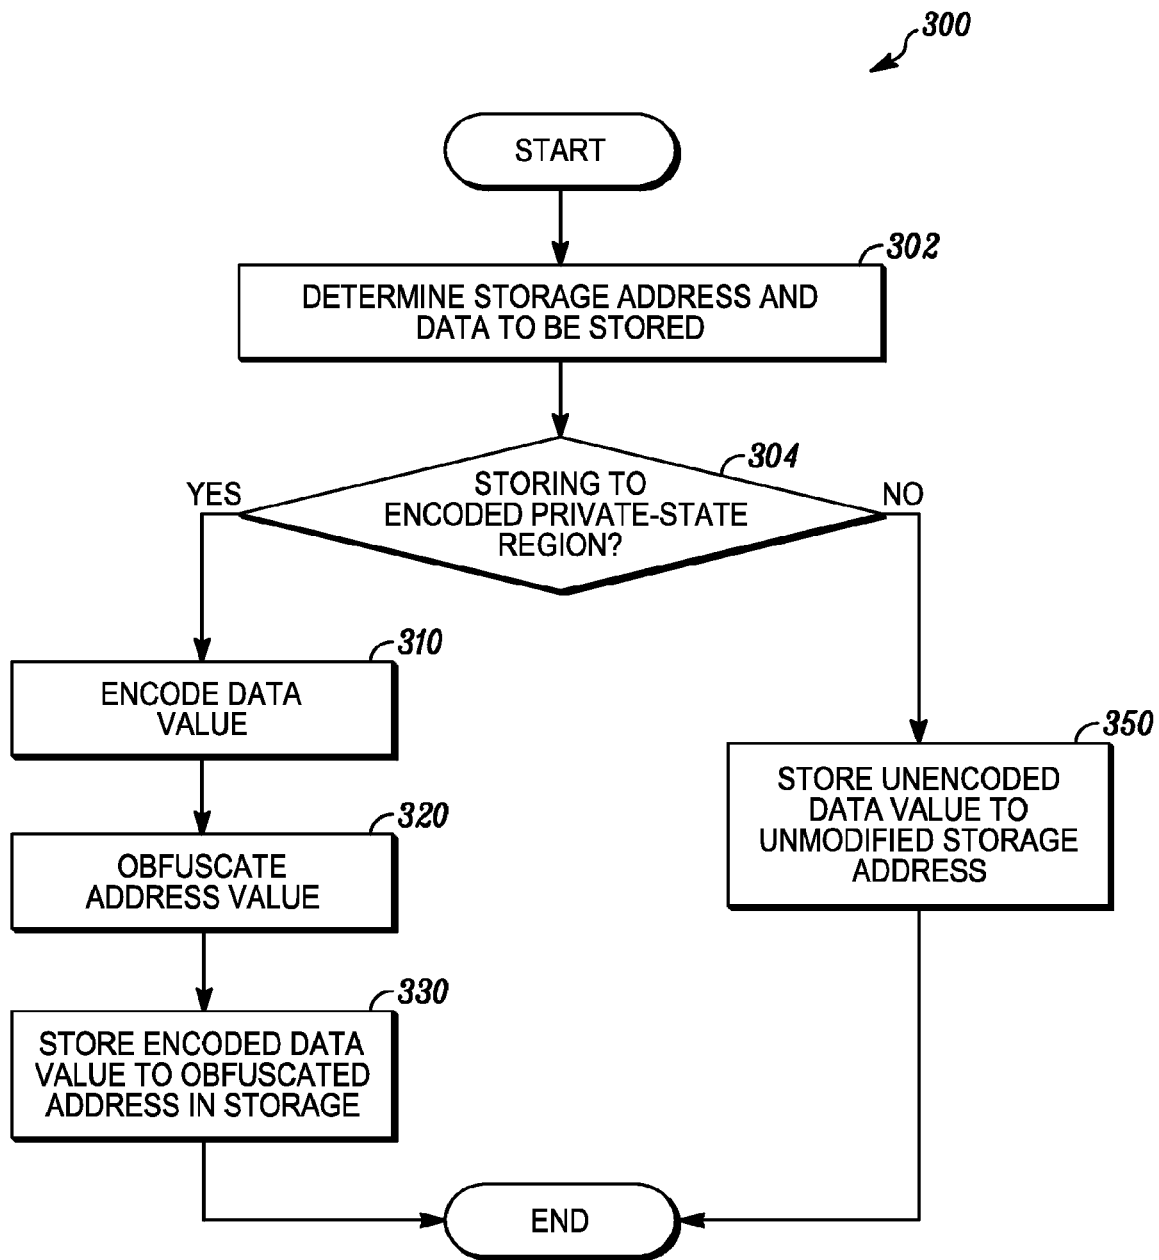 300
START
302
DETERMINE STORAGE ADDRESS AND
DATA TO BE STORED
304
STORING TO
ENCODED PRIVATE-STATE
REGION?
YES
NO
310
ENCODE DATA
VALUE
320
OBFUSCATE
ADDRESS VALUE
330
STORE ENCODED DATA
VALUE TO OBFUSCATED
ADDRESS IN STORAGE
350
STORE UNENCODED
DATA VALUE TO
UNMODIFIED STORAGE
ADDRESS
END